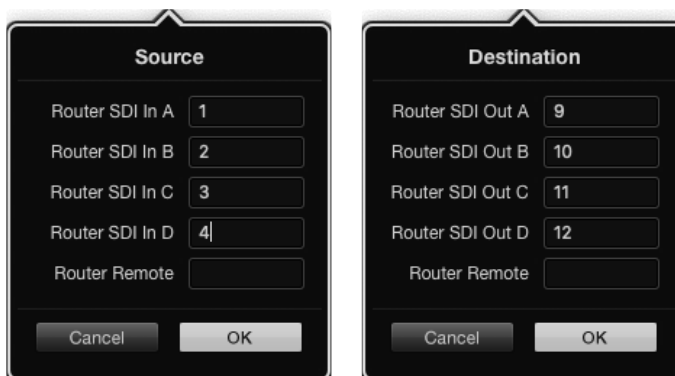 Source
Router SDI In A 1
Router SDI In B 2
Router SDI In C 3
Router SDI In D 4
Router Remote
Cancel OK
Destination
Router SDI Out A 9
Router SDI Out B 10
Router SDI Out C 11
Router SDI Out D 12
Router Remote
Cancel OK